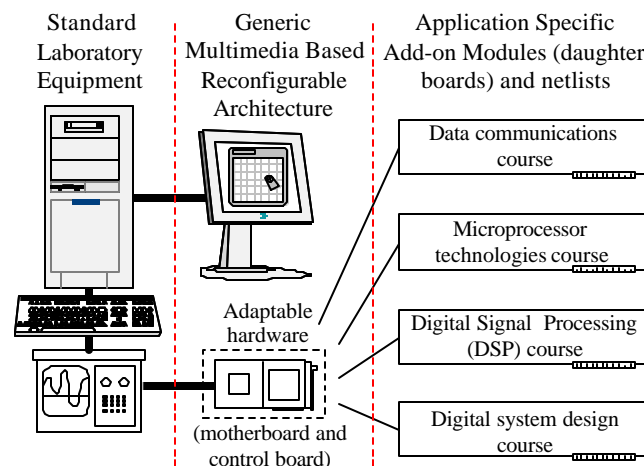 Standard
Laboratory
Equipment
Generic
Multimedia Based
Reconfigurable
Architecture
Application Specific
Add-on Modules (daughter
boards) and netlists
Data communications
course
Microprocessor
technologies course
Adaptable
hardware
Digital Signal Processing
(DSP) course
(motherboard and
control board)
Digital system design
course